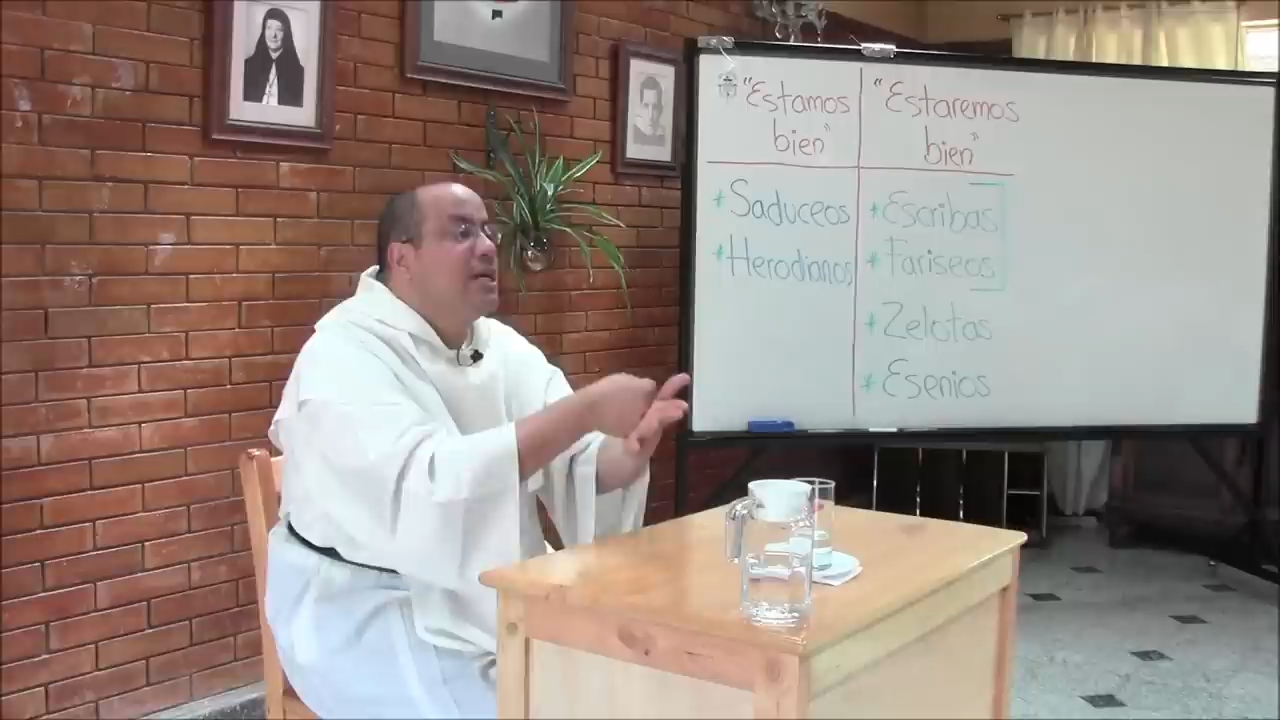 "Estamos
bien"
* Saduceos
* Herodianos
"Estaremos
bien"
* Escribas
* Fariseos
* Zelotas
* Esenios